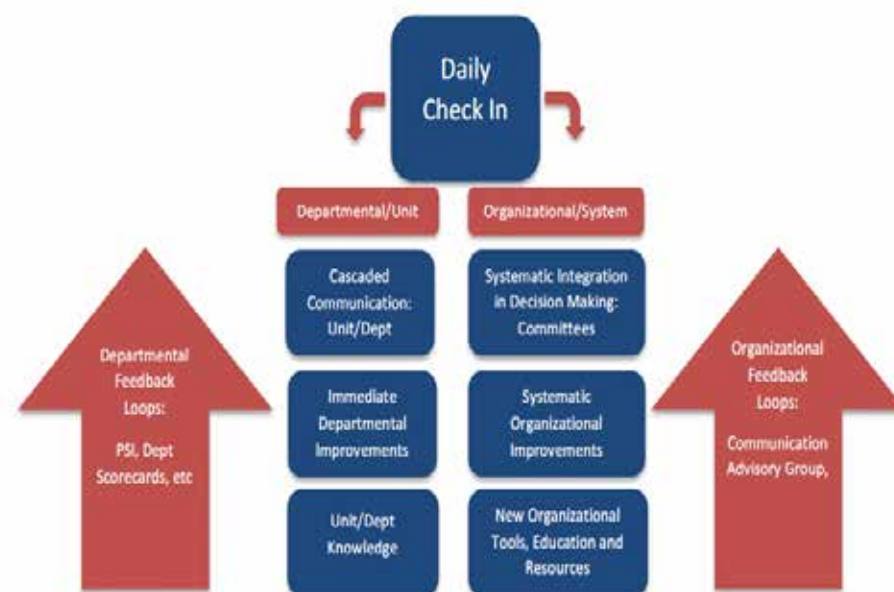 Daily
Check In
Departmental/Unit
Organizational/System
Cascaded
Communication:
Unit/Dept
Systematic Integration
in Decision Making:
Committees
Immediate
Departmental
Improvements
Systematic
Organizational
Improvements
Unit/Dept
Knowledge
New Organizational
Tools, Education and
Resources
Departmental
Feedback
Loops:
PSI, Dept
Scorecards, etc
Organizational
Feedback
Loops:
Communication
Advisory Group,